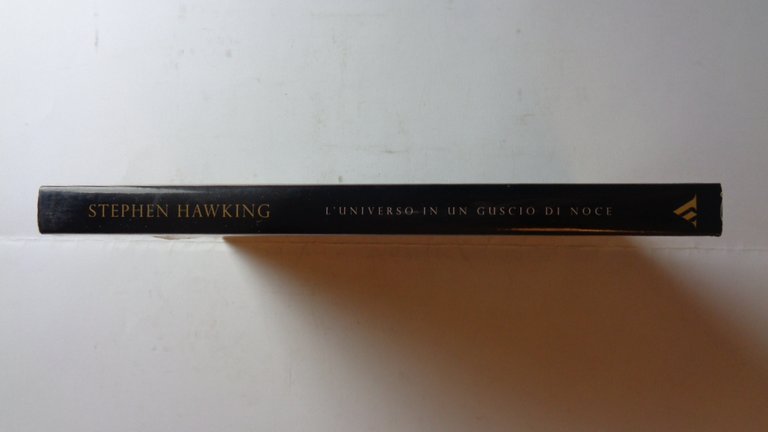 STEPHEN HAWKING L'UNIVERSO IN UN GUSCIO DI NOCE